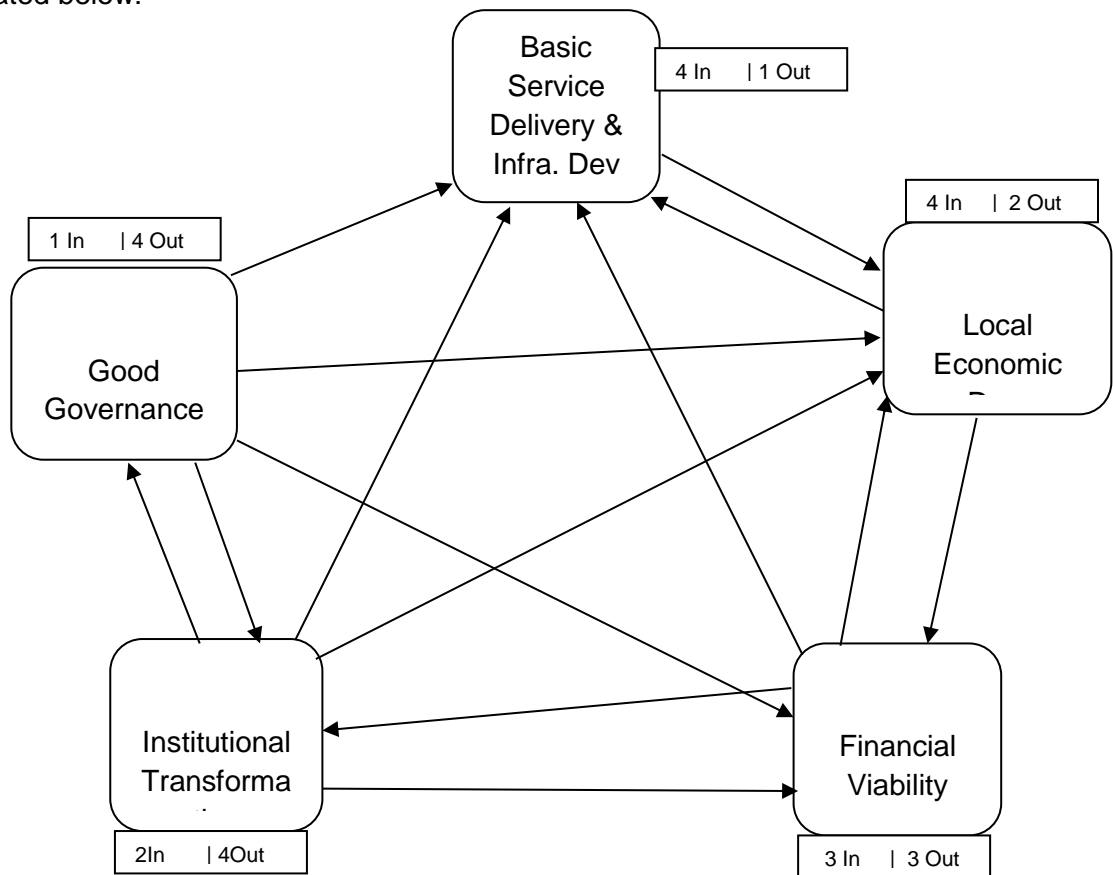 Basic
Service
Delivery &
Infra. Dev
4 In | 1 Out
4 In | 2 Out
1 In | 4 Out
Local
Economic
Good
Governance
Institutional
Transforma
Financial
Viability
2In | 4Out
3 In | 3 Out